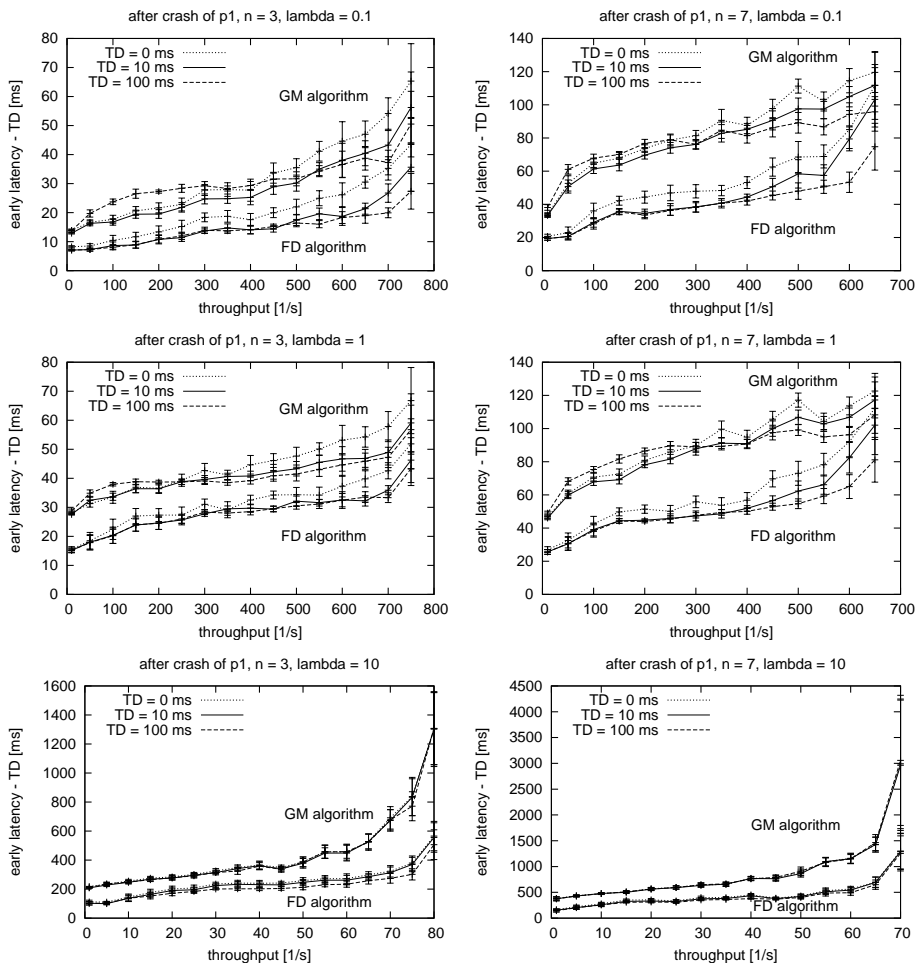 after crash of p1, n = 3, lambda = 0.1
early latency - TD [ms]
80
70
60
50
40
30
20
10
0
TD = 0 ms
TD = 10 ms
TD = 100 ms
GM algorithm
FD algorithm
0 100 200 300 400 500 600 700 800
throughput [1/s]
after crash of p1, n = 7, lambda = 0.1
early latency - TD [ms]
140
120
100
80
60
40
20
0
TD = 0 ms
TD = 10 ms
TD = 100 ms
GM algorithm
FD algorithm
0 100 200 300 400 500 600 700
throughput [1/s]
after crash of p1, n = 3, lambda = 1
early latency - TD [ms]
80
70
60
50
40
30
20
10
0
TD = 0 ms
TD = 10 ms
TD = 100 ms
GM algorithm
FD algorithm
0 100 200 300 400 500 600 700 800
throughput [1/s]
after crash of p1, n = 7, lambda = 1
early latency - TD [ms]
140
120
100
80
60
40
20
0
TD = 0 ms
TD = 10 ms
TD = 100 ms
GM algorithm
FD algorithm
0 100 200 300 400 500 600 700
throughput [1/s]
after crash of p1, n = 3, lambda = 10
early latency - TD [ms]
1600
1400
1200
1000
800
600
400
200
0
TD = 0 ms
TD = 10 ms
TD = 100 ms
GM algorithm
FD algorithm
0 10 20 30 40 50 60 70 80
throughput [1/s]
after crash of p1, n = 7, lambda = 10
early latency - TD [ms]
4500
4000
3500
3000
2500
2000
1500
1000
500
0
TD = 0 ms
TD = 10 ms
TD = 100 ms
GM algorithm
FD algorithm
0 10 20 30 40 50 60 70
throughput [1/s]